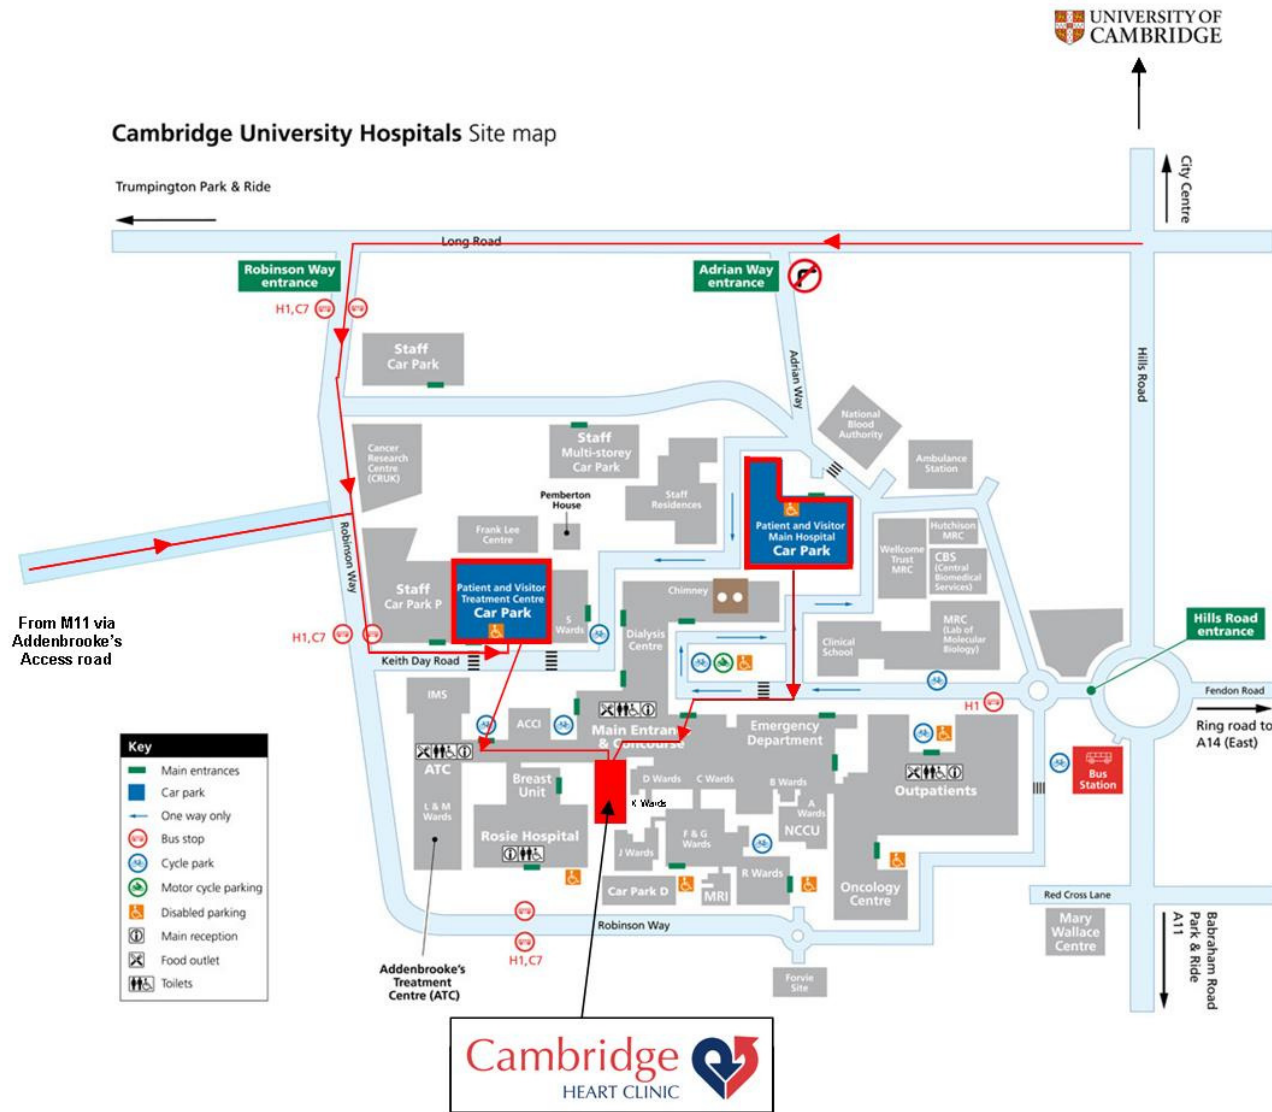 UNIVERSITY OF
CAMBRIDGE
Cambridge University Hospitals Site map
City Centre
Trumpington Park & Ride
Long Road
Robinson Way
entrance
Adrian Way
entrance
H1, C7
Staff
Car Park
Adrian Way
Hills Road
National
Blood
Authority
Ambulance
Station
Staff
Multi-storey
Car Park
Cancer
Research
Centre
(CRUK)
Pemberton
House
Staff
Residences
Frank Lee
Centre
Patient and Visitor
Main Hospital
Car Park
Hutchison
MRC
Wellcome
Trust
MRC
CBS
(Central
Biomedical
Services)
Robinson Way
Staff
Car Park P
Patient and Visitor
Treatment Centre
Car Park
S
Wards
Chimney
Dialysis
Centre
Clinical
School
MRC
(Lab of
Molecular
Biology)
Hills Road
entrance
From M11 via
Addenbrooke's
Access road
H1, C7
Keith Day Road
IMS
ACCI
Main Entran
& Concourse
Emergency
Department
H1
Fendon Road
Ring road to
A14 (East)
Bus
Station
ATC
Breast
Unit
L & M
Wards
Rosie Hospital
K Wards
D Wards
C Wards
B Wards
A
Wards
NCCU
Outpatients
J Wards
F & G
Wards
R Wards
Car Park D
MRI
Oncology
Centre
Red Cross Lane
Mary
Wallace
Centre
Babraham Road
Park & Ride
A11
Robinson Way
H1, C7
Forvie
Site
Addenbrooke's
Treatment
Centre (ATC)
Key
Main entrances
Car park
One way only
Bus stop
Cycle park
Motor cycle parking
Disabled parking
Main reception
Food outlet
Toilets
Cambridge
HEART CLINIC